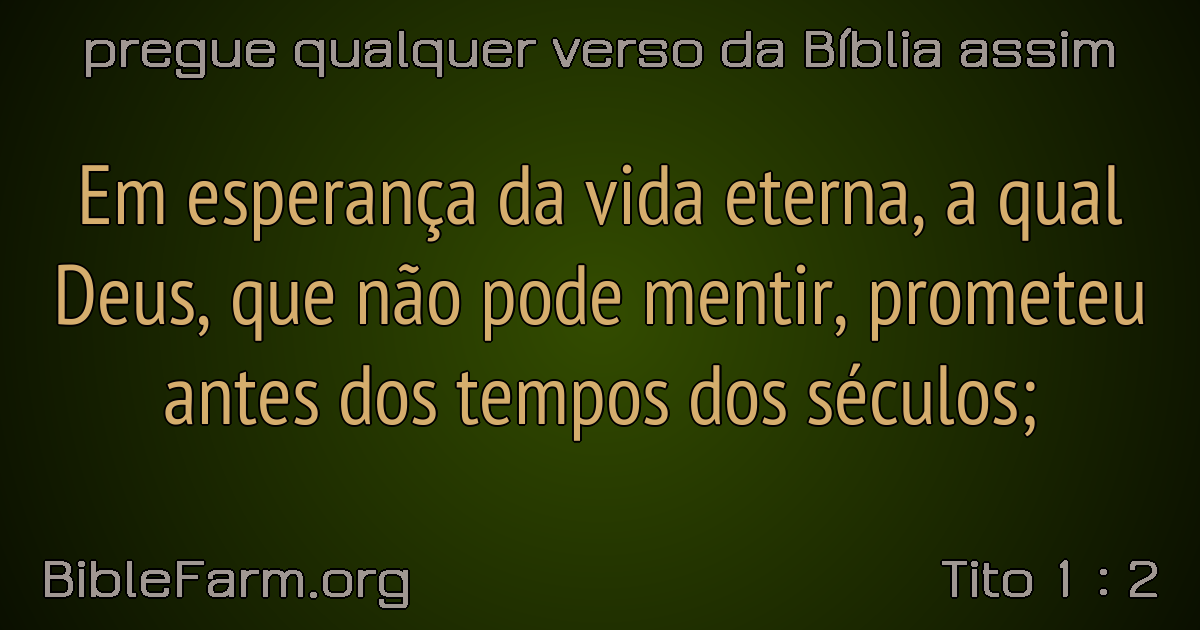 pregue qualquer verso da Bíblia assim
Em esperança da vida eterna, a qual
Deus, que não pode mentir, prometeu
antes dos tempos dos séculos;
BibleFarm.org
Tito 1 : 2